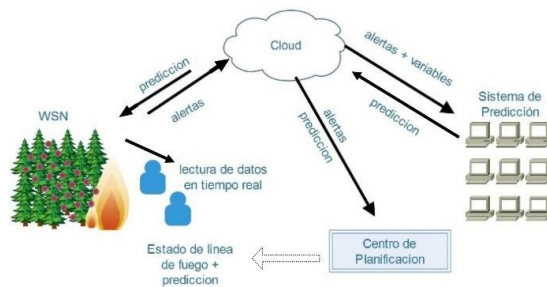 Cloud
prediccion
alertas
alertas + variables
prediccion
WSN
Sistema de
Predicción
alertas
prediccion
lectura de datos
en tiempo real
Estado de linea
de fuego +
prediccion
Centro de
Planificacion